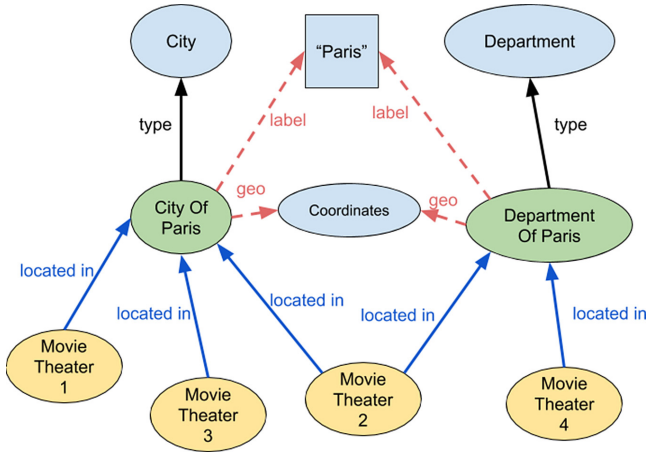 City
“Paris”
Department
type
label
label
type
geo
geo
City Of
Paris
Coordinates
Department
Of Paris
located in
located in
located in
located in
located in
Movie
Theater
1
Movie
Theater
3
Movie
Theater
2
Movie
Theater
4